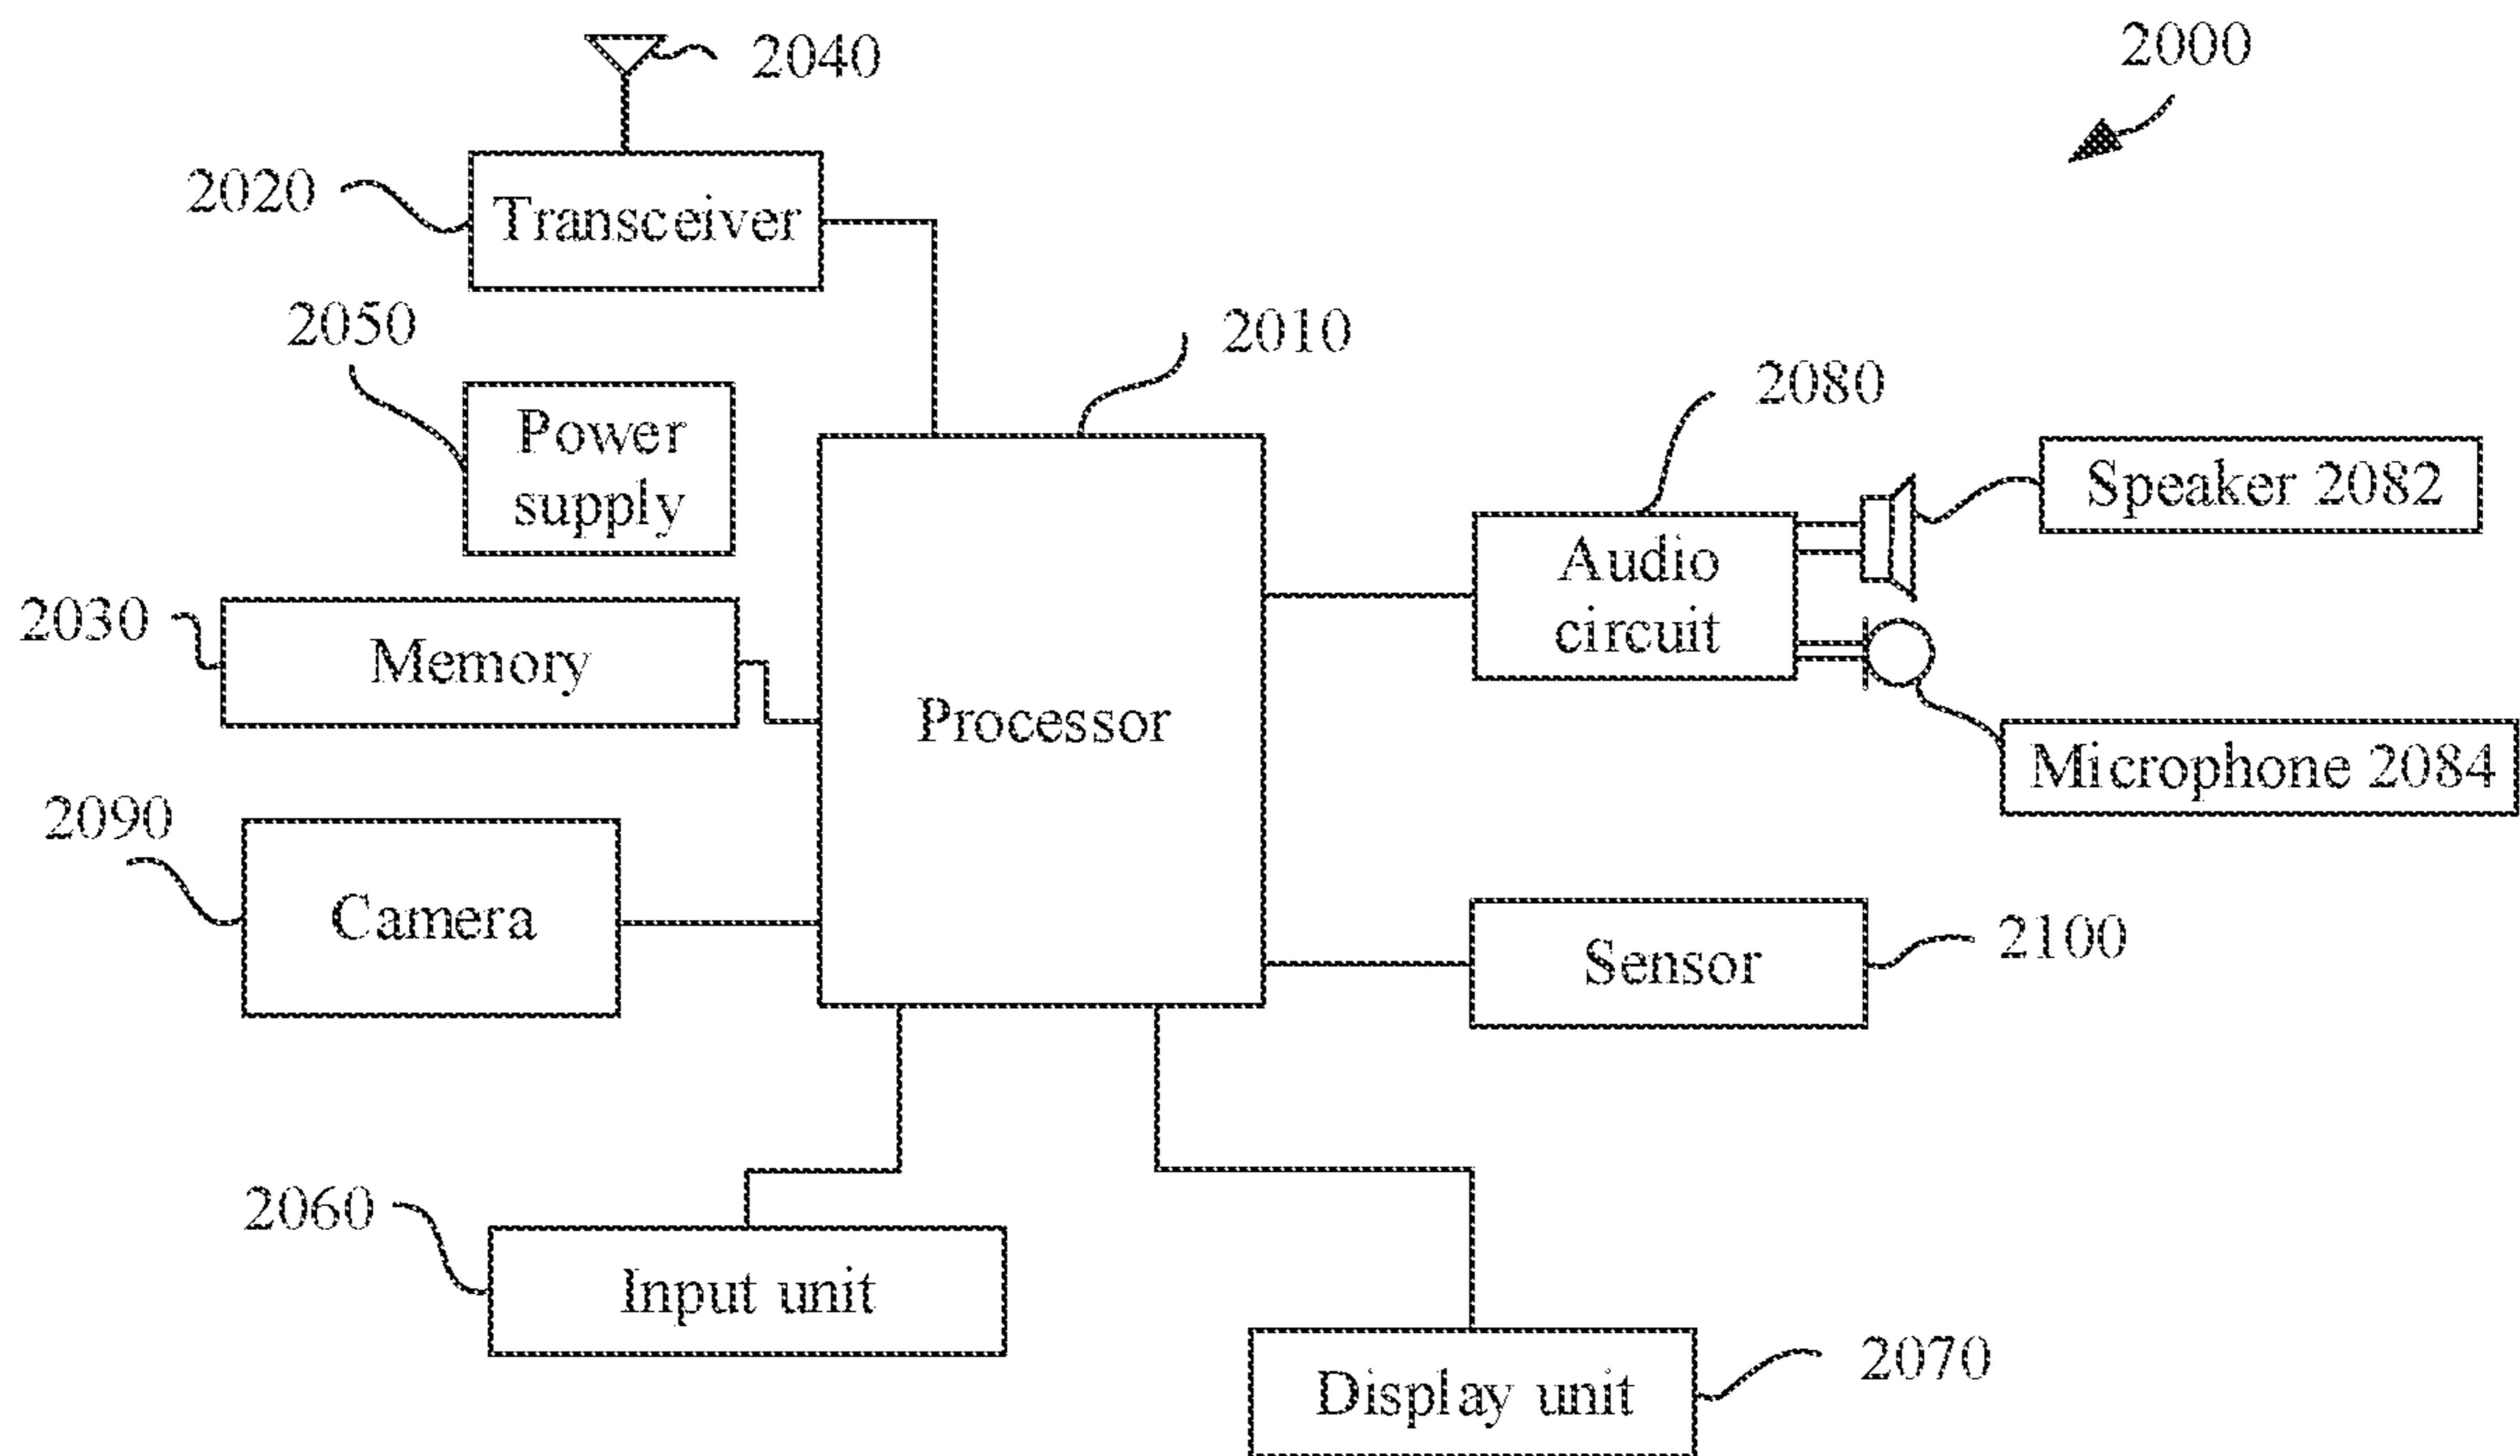 2040
2000
2020
Transceiver
2050
2010
Power
supply
2080
Speaker 2082
Audio
circuit
2030
Memory
Processor
Microphone 2084
2090
Camera
Sensor
2100
2060
Input unit
2070
Display unit